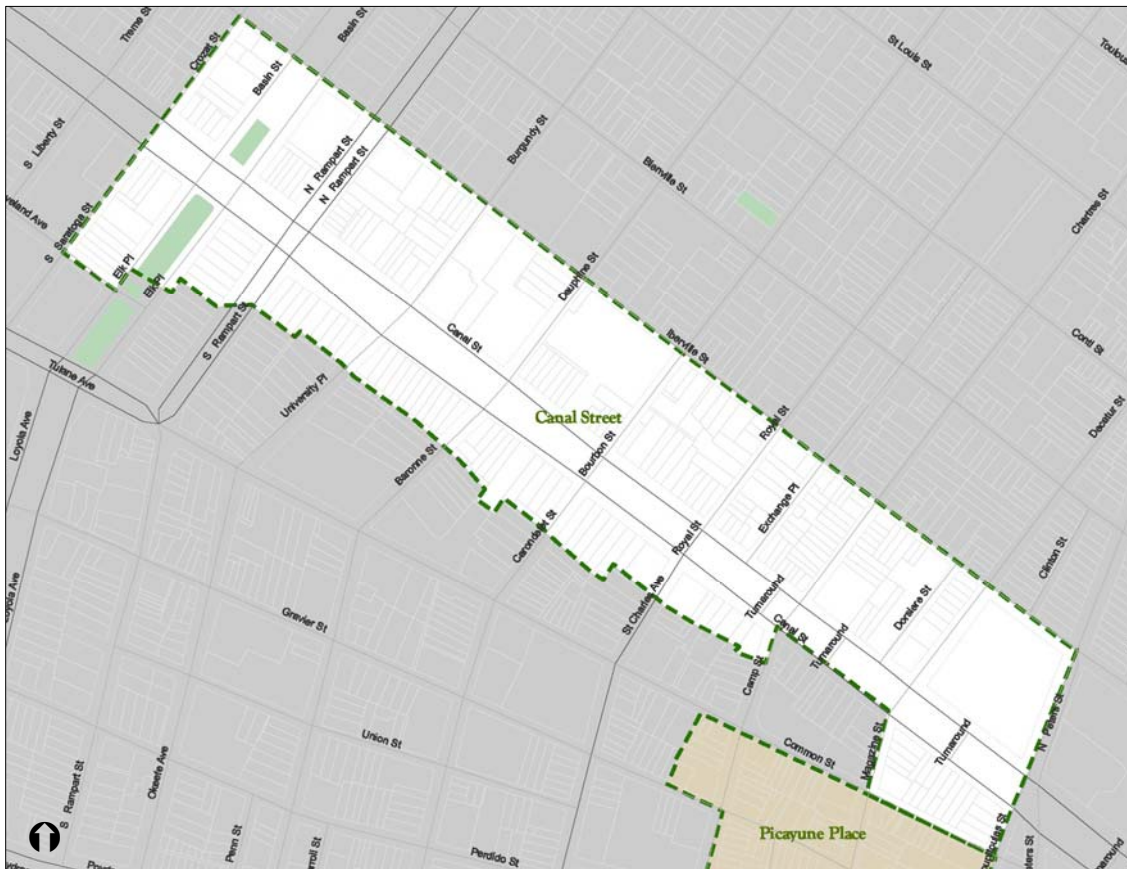 Treme St
Crozat St
Basin St
Basin St
St Louis St
S Liberty St
Burgundy St
N Rampart St
N Rampart St
Bienville St
Chartres St
S Saratoga St
Elk Pl
Elk Pl
Dauphine St
S Rampart St
Canal St
Iberville St
Conti St
Tulane Ave
University Pl
Decatur St
Loyola Ave
Canal Street
Royal St
Baronne St
Bourbon St
Exchange Pl
Carondelet St
Royal St
Clinton St
St Charles Ave
Turnaround
Dorsiere St
Gravier St
Canal St
Turnaround
Camp St
N Peters St
Union St
Common St
Magazine St
Turnaround
S Rampart St
Okeefe Ave
Penn St
Perdido St
Picayune Place